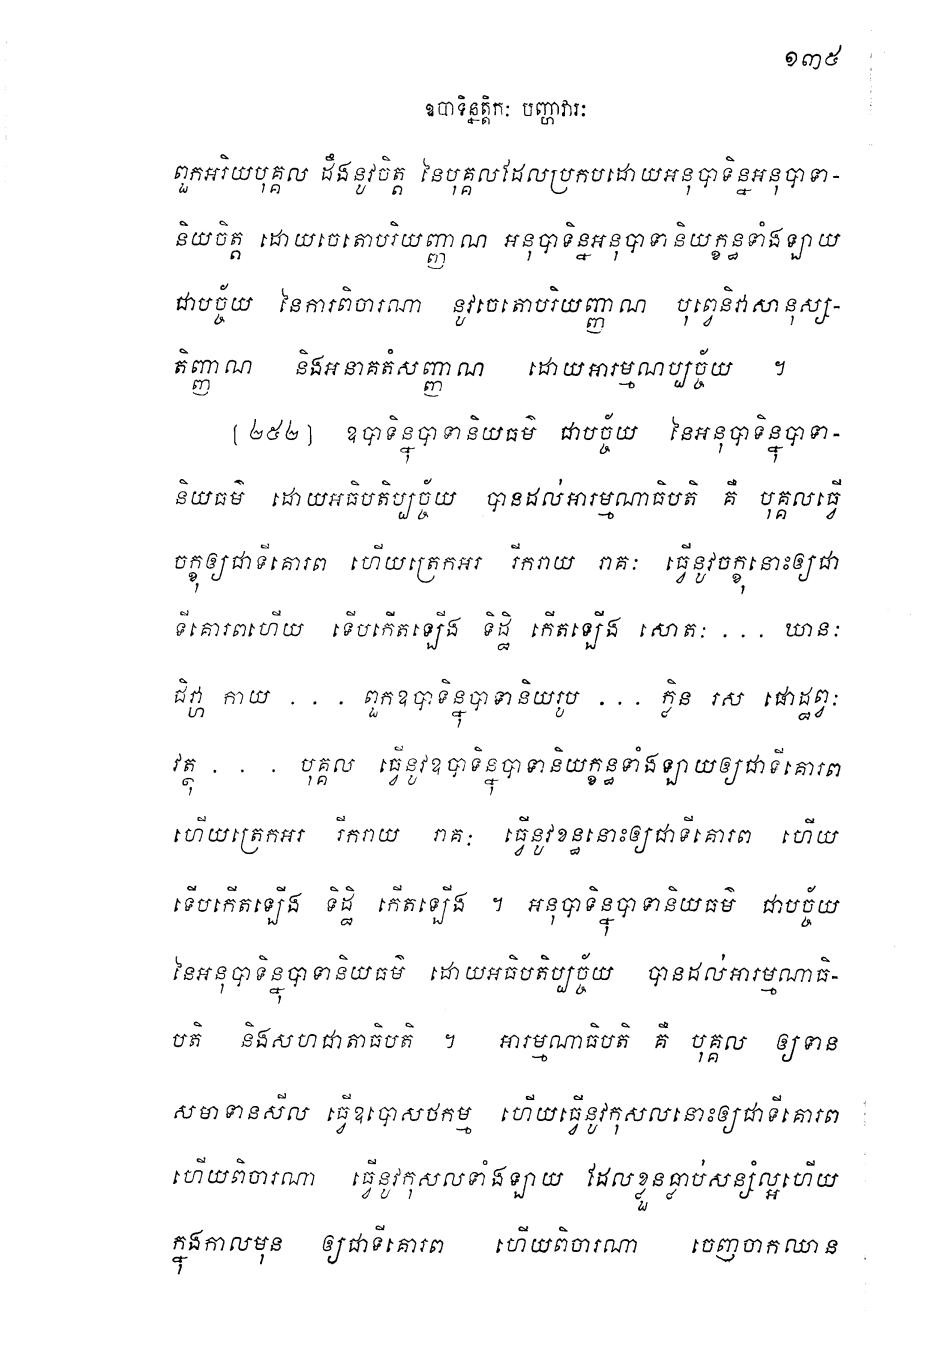 ១៣៥
ឧបាទិន្នត្តិកៈ បញ្ហាវារៈ
ពួកអរិយបុគ្គល ដឹងនូវចិត្ត នៃបុគ្គលដែលប្រកបដោយអនុបាទិន្នអនុបាទា-
និយចិត្ត ដោយចេតោបរិយញ្ញាណ អនុបាទិន្នអនុបាទានិយក្ខន្ធទាំងឡាយ
ជាបច្ច័យ នៃការពិចារណា នូវចេតោបរិយញ្ញាណ បុព្វេនិវាសានុស្ស-
តិញ្ញាណ និងអនាគតំសញ្ញាណ ដោយអារម្មណប្បច្ច័យ ។
[ ២៥២ ] ឧបាទិន្នុបាទានិយធម៌ ជាបច្ច័យ នៃអនុបាទិន្នុបាទា-
និយធម៌ ដោយអធិបតិប្បច្ច័យ បានដល់អារម្មណាធិបតិ គឺ បុគ្គលធ្វើ
ចក្ខុឲ្យជាទីគោរព ហើយត្រេកអរ រីករាយ រាគៈ ធ្វើនូវចក្ខុនោះឲ្យជា
ទីគោរពហើយ ទើបកើតឡើង ទិដ្ឋិ កើតឡើង សោតៈ . . . ឃានៈ
ជិវ្ហា កាយ . . . ពួកឧបាទិន្នុបាទានិយរូប . . . ក្លិន រស ផោដ្ឋព្វៈ
វត្ថុ . . . បុគ្គល ធ្វើនូវឧបាទិន្នុបាទានិយក្ខន្ធទាំងឡាយឲ្យជាទីគោរព
ហើយត្រេកអរ រីករាយ រាគៈ ធ្វើនូវខន្ធនោះឲ្យជាទីគោរព ហើយ
ទើបកើតឡើង ទិដ្ឋិ កើតឡើង ។ អនុបាទិន្នុបាទានិយធម៌ ជាបច្ច័យ
នៃអនុបាទិន្នុបាទានិយធម៌ ដោយអធិបតិប្បច្ច័យ បានដល់អារម្មណាធិ-
បតិ និងសហជាតាធិបតិ ។ អារម្មណាធិបតិ គឺ បុគ្គល ឲ្យទាន
សមាទានសីល ធ្វើឧបោសថកម្ម ហើយធ្វើនូវកុសលនោះឲ្យជាទីគោរព
ហើយពិចារណា ធ្វើនូវកុសលទាំងឡាយ ដែលខ្លួនធ្លាប់សន្សំល្អហើយ
ក្នុងកាលមុន ឲ្យជាទីគោរព ហើយពិចារណា ចេញចាកឈាន